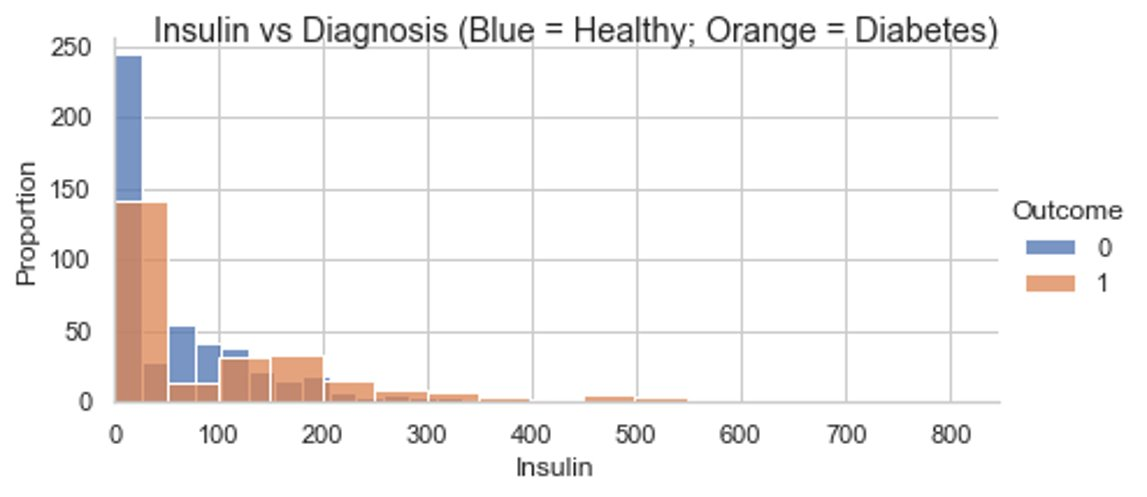 Insulin vs Diagnosis (Blue = Healthy; Orange = Diabetes)
250
200
150
100
50
0
Proportion
0 100 200 300 400 500 600 700 800
Insulin
Outcome
0
1